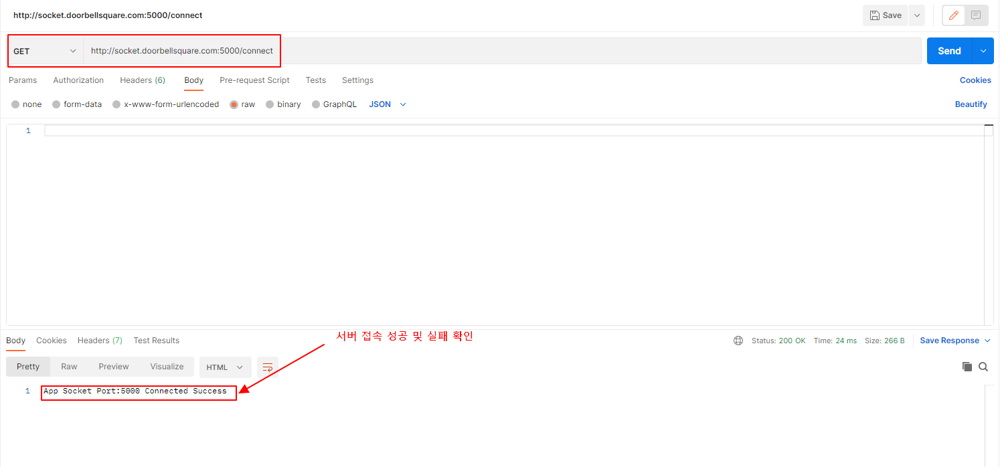 http://socket.doorbellsquare.com:5000/connect
Save
GET http://socket.doorbellsquare.com:5000/connect Send
Params Authorization Headers (6) Body Pre-request Script Tests Settings Cookies
none form-data x-www-form-urlencoded raw binary GraphQL JSON Beautify
1
서버 접속 성공 및 실패 확인
Body Cookies Headers (7) Test Results Status: 200 OK Time: 24 ms Size: 266 B Save Response
Pretty Raw Preview Visualize HTML
1 App Socket Port:5000 Connected Success